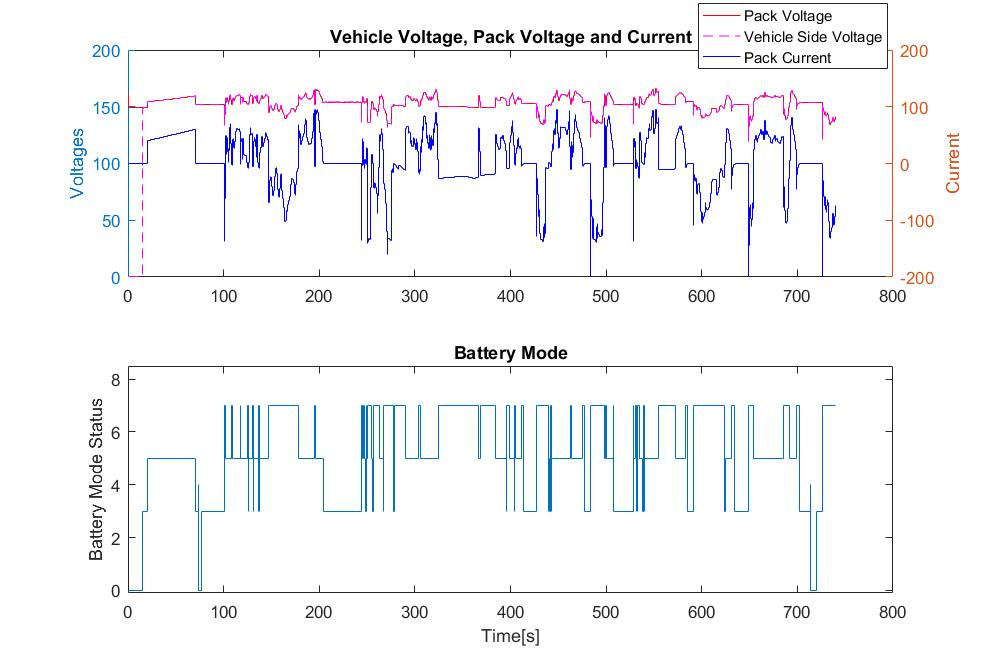 Vehicle Voltage, Pack Voltage and Current
Pack Voltage
Vehicle Side Voltage
Pack Current
200
150
100
50
0
Voltages
200
100
0
-100
-200
Current
0 100 200 300 400 500 600 700 800
Battery Mode
8
6
4
2
0
Battery Mode Status
0 100 200 300 400 500 600 700 800
Time[s]